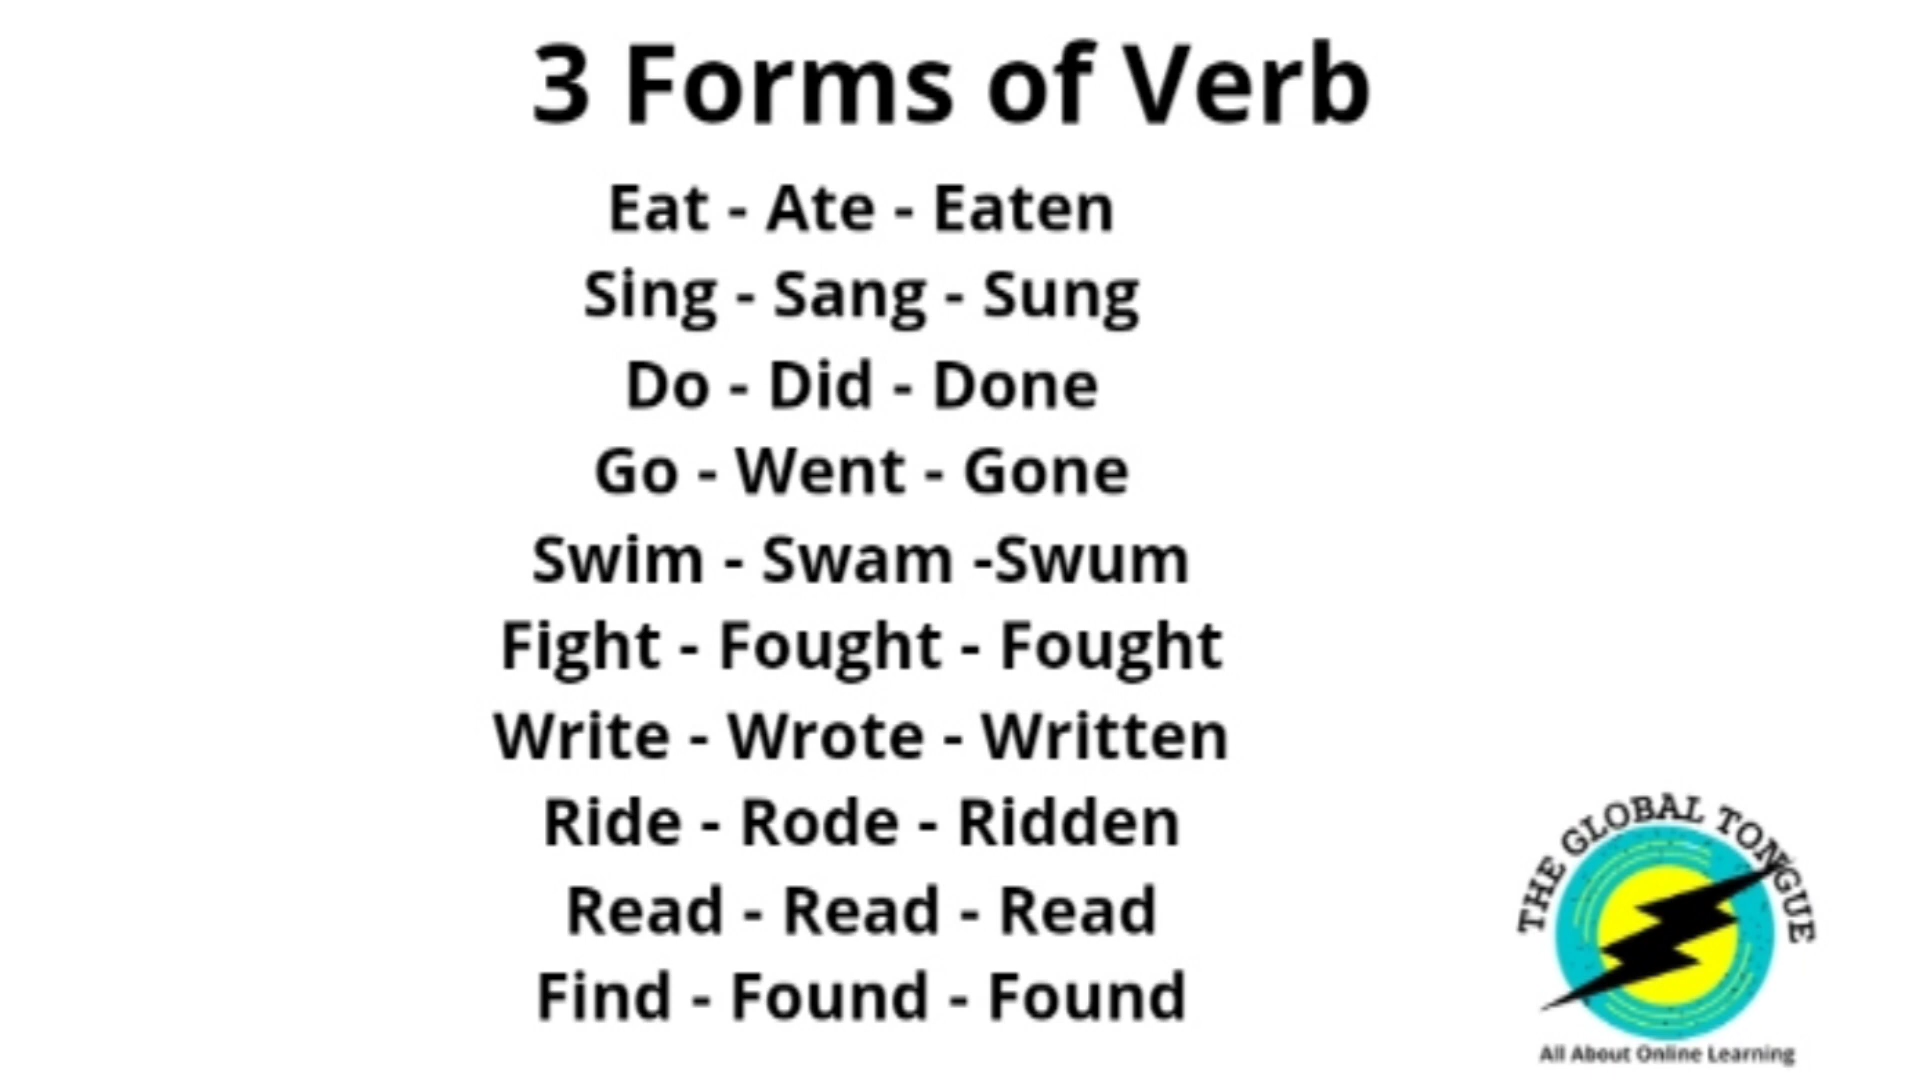 3 Forms of Verb
Eat - Ate - Eaten
Sing - Sang - Sung
Do - Did - Done
Go - Went - Gone
Swim - Swam -Swum
Fight - Fought - Fought
Write - Wrote - Written
Ride - Rode - Ridden
Read - Read - Read
Find - Found - Found
THE GLOBAL TONGUE
All About Online Learning